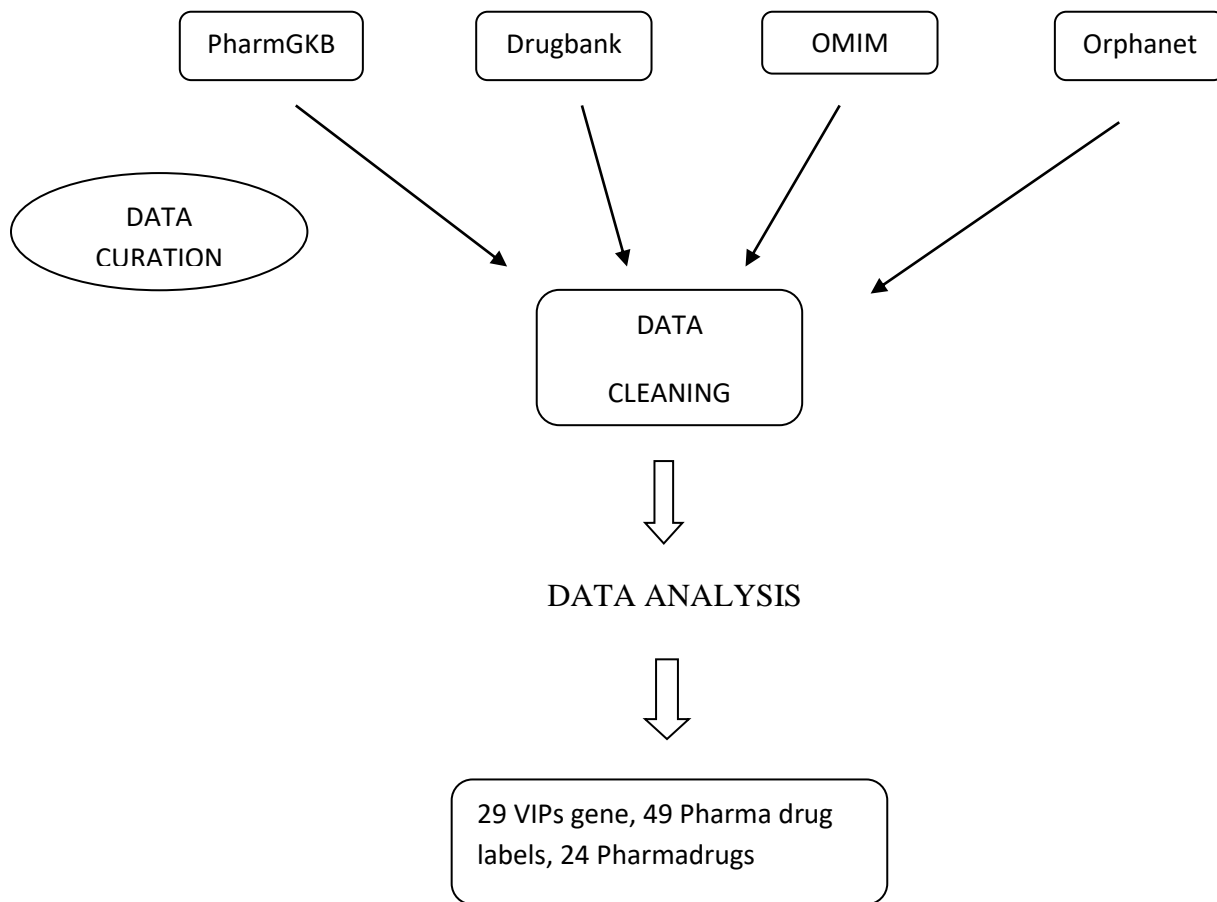 PharmGKB
Drugbank
OMIM
Orphanet
DATA
CURATION
DATA
CLEANING
DATA ANALYSIS
29 VIPs gene, 49 Pharma drug
labels, 24 Pharmadrugs